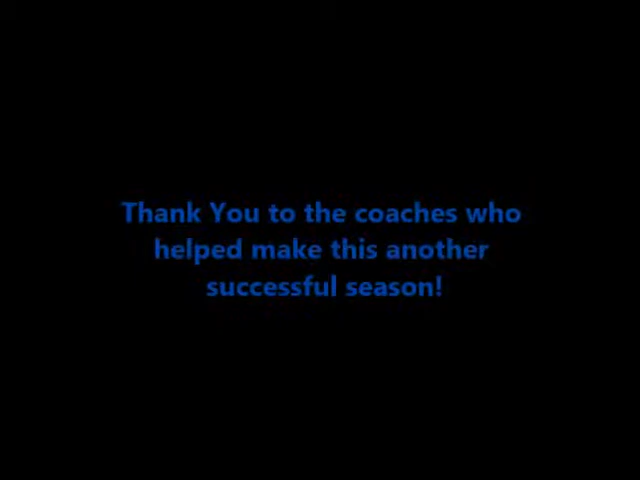 Thank You to the coaches who
helped make this another
successful season!